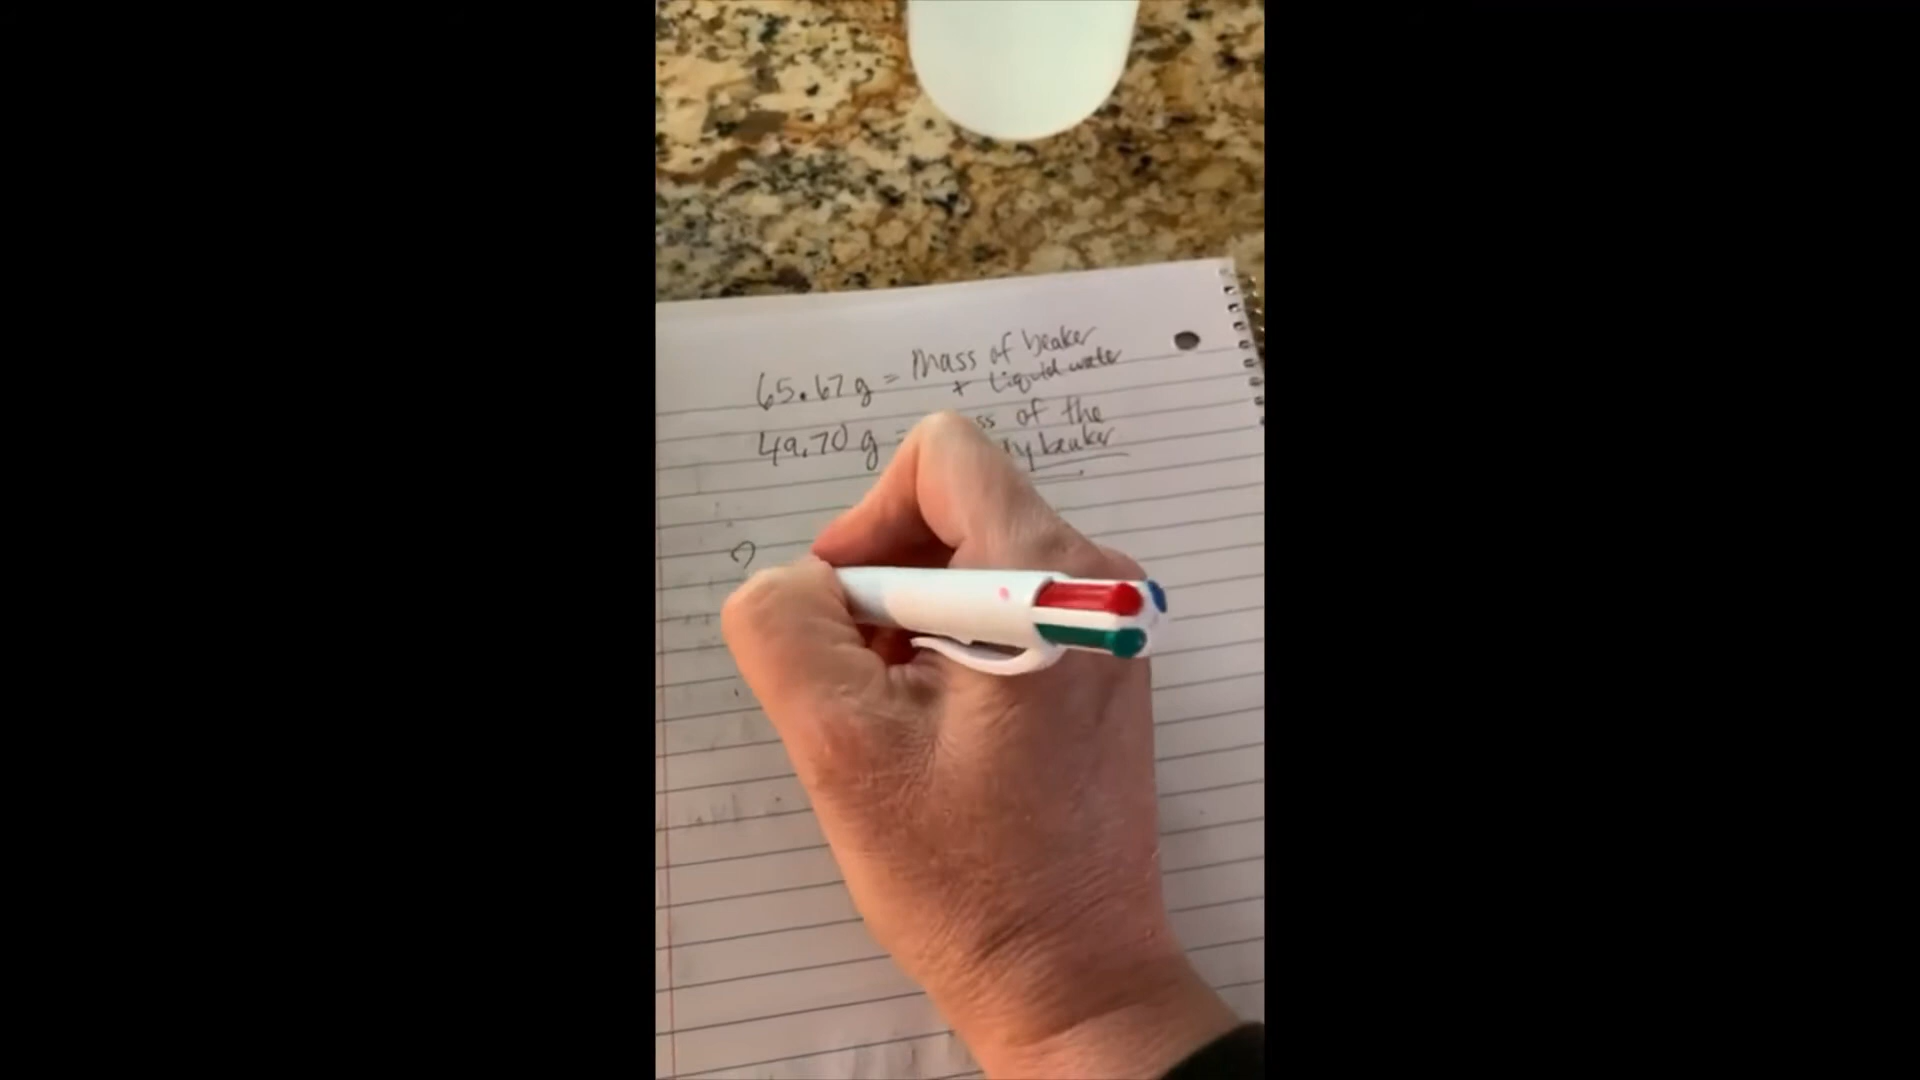 65.67 g = Mass of beaker
+ Liquid water
49.70 g = of the
beaker
?